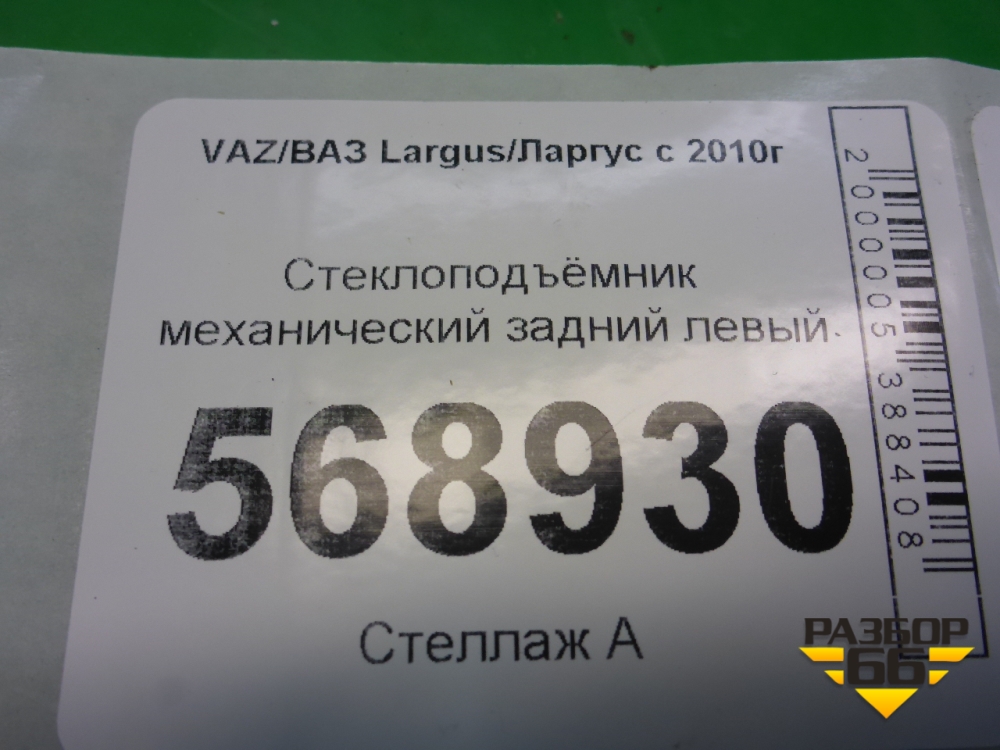 VAZ/ВАЗ Largus/Ларгус с 2010г
Стеклоподъёмник
механический задний левый
568930
Стеллаж А
2000005388408
РАЗБОР
66